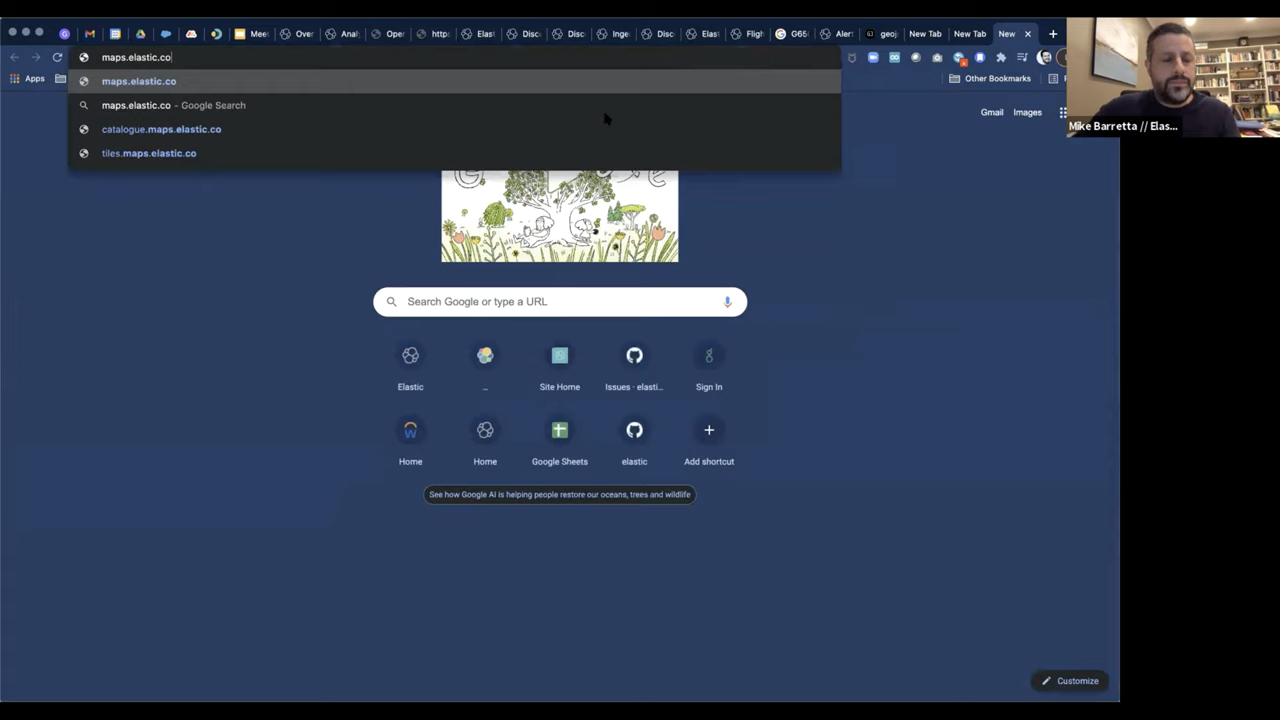 Meet
Over
Anal
Oper
http:
Elast
Disc
Disc
Inge
Disc
Elast
Fligh
G65
Alert
geoj
New Tab
New Tab
New
maps.elastic.co
Apps
Other Bookmarks
maps.elastic.co
maps.elastic.co - Google Search
catalogue.maps.elastic.co
tiles.maps.elastic.co
Gmail
Images
Mike Barretta // Elas...
Search Google or type a URL
Elastic
..
Site Home
Issues · elasti...
Sign In
Home
Home
Google Sheets
elastic
Add shortcut
See how Google AI is helping people restore our oceans, trees and wildlife
Customize